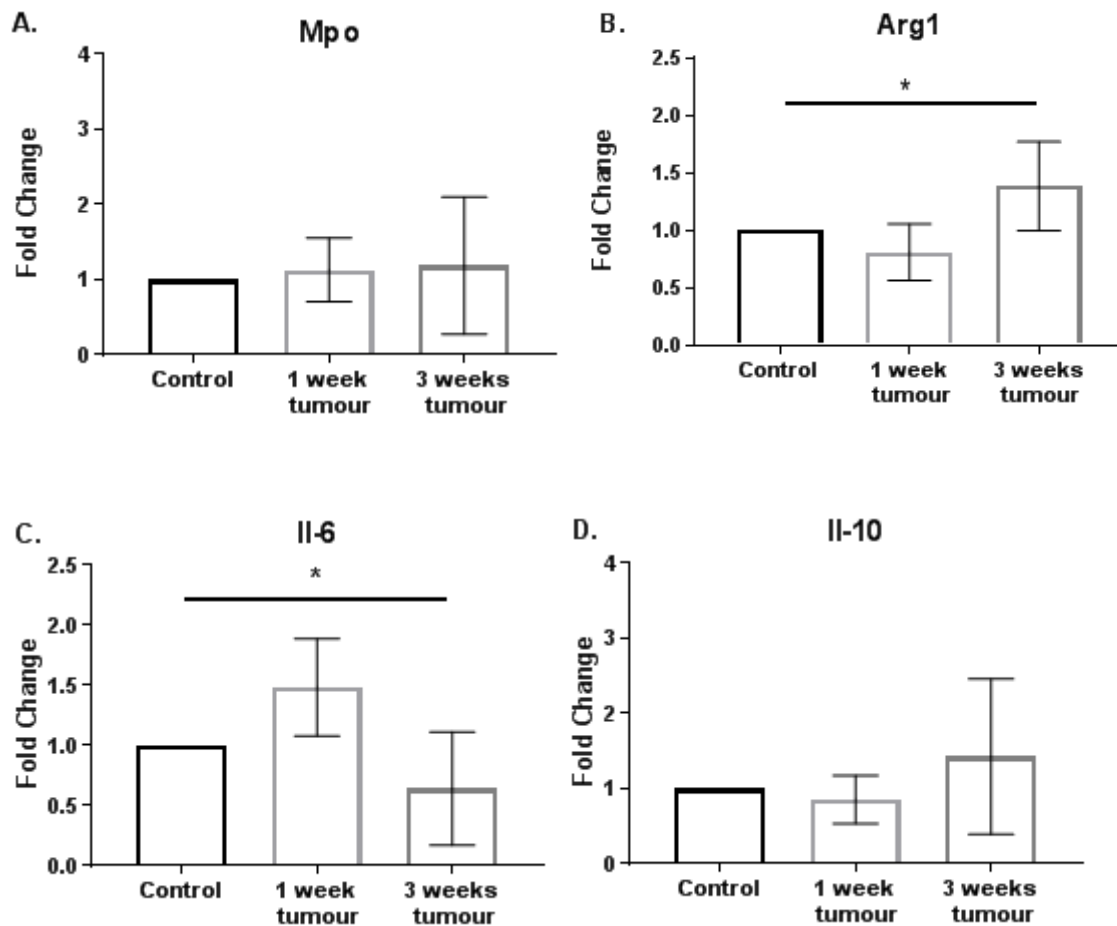 A.
Mpo
Fold Change
4
3
2
1
0
Control
1 week
tumour
3 weeks
tumour
B.
Arg1
Fold Change
2.5
2.0
1.5
1.0
0.5
0.0
*
Control
1 week
tumour
3 weeks
tumour
C.
Il-6
Fold Change
2.5
2.0
1.5
1.0
0.5
0.0
*
Control
1 week
tumour
3 weeks
tumour
D.
Il-10
Fold Change
4
3
2
1
0
Control
1 week
tumour
3 weeks
tumour